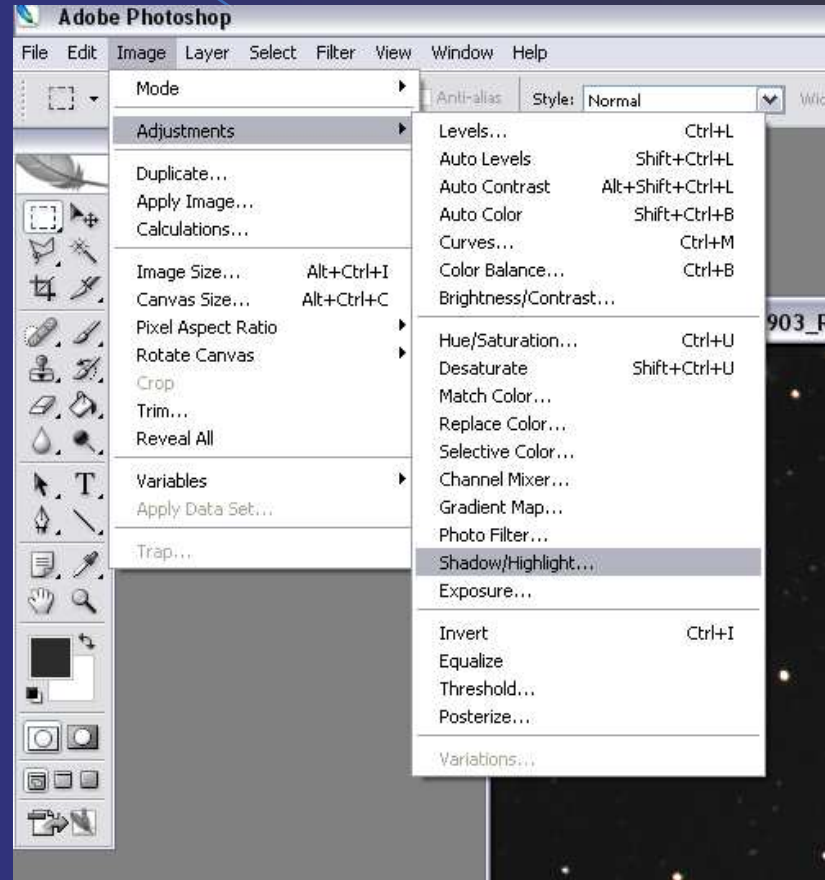 Adobe Photoshop
File Edit Image Layer Select Filter View Window Help
Anti-alias Style: Normal
Mode
Adjustments
Duplicate...
Apply Image...
Calculations...
Image Size... Alt+Ctrl+I
Canvas Size... Alt+Ctrl+C
Pixel Aspect Ratio
Rotate Canvas
Crop
Trim...
Reveal All
Variables
Apply Data Set...
Trap...
Levels... Ctrl+L
Auto Levels Shift+Ctrl+L
Auto Contrast Alt+Shift+Ctrl+L
Auto Color Shift+Ctrl+B
Curves... Ctrl+M
Color Balance... Ctrl+B
Brightness/Contrast...
Hue/Saturation... Ctrl+U
Desaturate Shift+Ctrl+U
Match Color...
Replace Color...
Selective Color...
Channel Mixer...
Gradient Map...
Photo Filter...
Shadow/Highlight...
Exposure...
Invert Ctrl+I
Equalize
Threshold...
Posterize...
Variations...
T